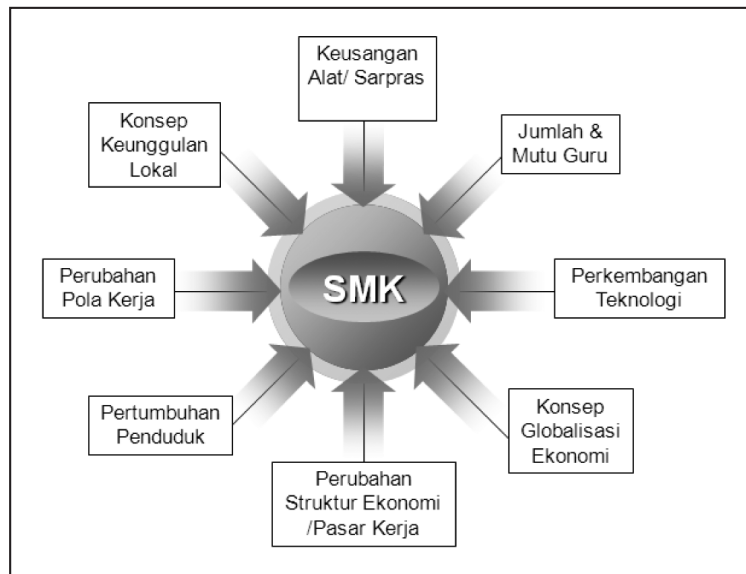 Keusangan
Alat/ Sarpras
Konsep
Keunggulan
Lokal
Jumlah &
Mutu Guru
Perubahan
Pola Kerja
SMK
Perkembangan
Teknologi
Pertumbuhan
Penduduk
Konsep
Globalisasi
Ekonomi
Perubahan
Struktur Ekonomi
/Pasar Kerja